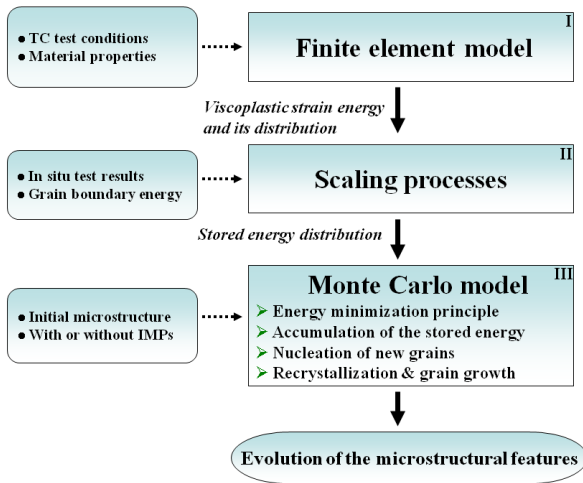 ● TC test conditions
● Material properties
I
Finite element model
Viscoplastic strain energy
and its distribution
● In situ test results
● Grain boundary energy
II
Scaling processes
Stored energy distribution
● Initial microstructure
● With or without IMPs
III
Monte Carlo model
➢ Energy minimization principle
➢ Accumulation of the stored energy
➢ Nucleation of new grains
➢ Recrystallization & grain growth
Evolution of the microstructural features